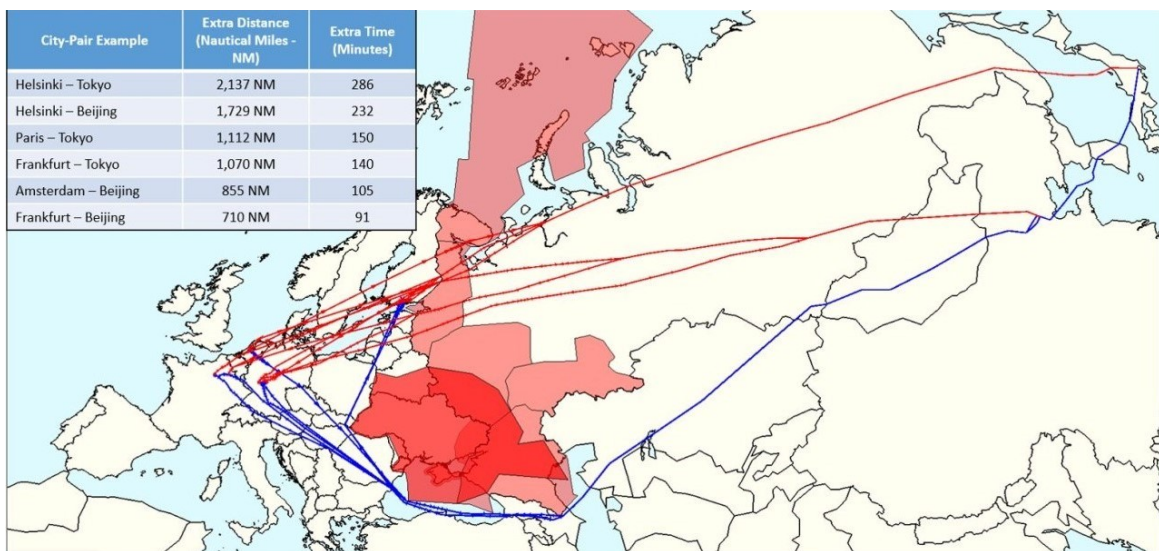 City-Pair Example Extra Distance (Nautical Miles - NM) Extra Time (Minutes)
Helsinki – Tokyo 2,137 NM 286
Helsinki – Beijing 1,729 NM 232
Paris – Tokyo 1,112 NM 150
Frankfurt – Tokyo 1,070 NM 140
Amsterdam – Beijing 855 NM 105
Frankfurt – Beijing 710 NM 91